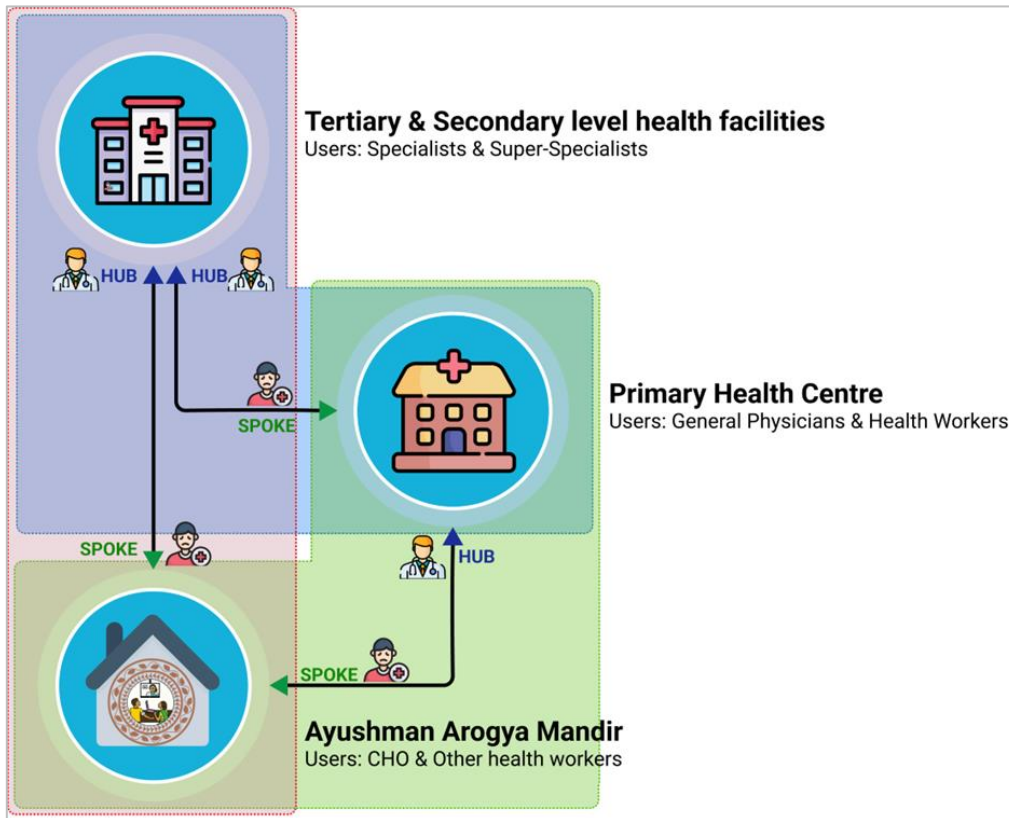 Tertiary & Secondary level health facilities
Users: Specialists & Super-Specialists
HUB
HUB
Primary Health Centre
Users: General Physicians & Health Workers
SPOKE
SPOKE
HUB
SPOKE
Ayushman Arogya Mandir
Users: CHO & Other health workers